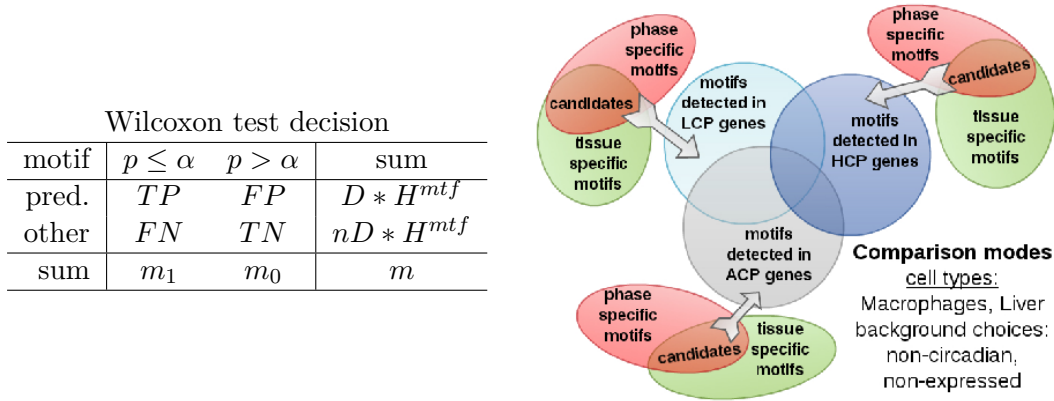 Wilcoxon test decision
motif p ≤ α p > α sum
pred. TP FP D ∗ H^{mtf}
other FN TN nD ∗ H^{mtf}
sum m_1 m_0 m
phase
specific
motifs
candidates
tissue
specific
motifs
motifs
detected in
LCP genes
phase
specific
motifs
candidates
tissue
specific
motifs
motifs
detected in
HCP genes
motifs
detected in
ACP genes
phase
specific
motifs
candidates
tissue
specific
motifs
Comparison modes
cell types:
Macrophages, Liver
background choices:
non-circadian,
non-expressed